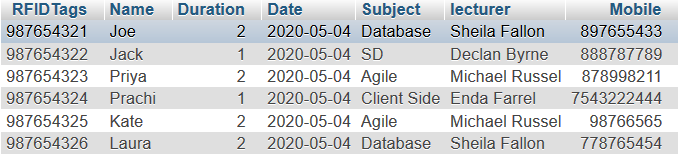 RFIDTags Name Duration Date Subject lecturer Mobile
987654321 Joe 2 2020-05-04 Database Sheila Fallon 897655433
987654322 Jack 1 2020-05-04 SD Declan Byrne 888787789
987654323 Priya 2 2020-05-04 Agile Michael Russel 878998211
987654324 Prachi 1 2020-05-04 Client Side Enda Farrel 7543222444
987654325 Kate 2 2020-05-04 Agile Michael Russel 98766565
987654326 Laura 2 2020-05-04 Database Sheila Fallon 778765454